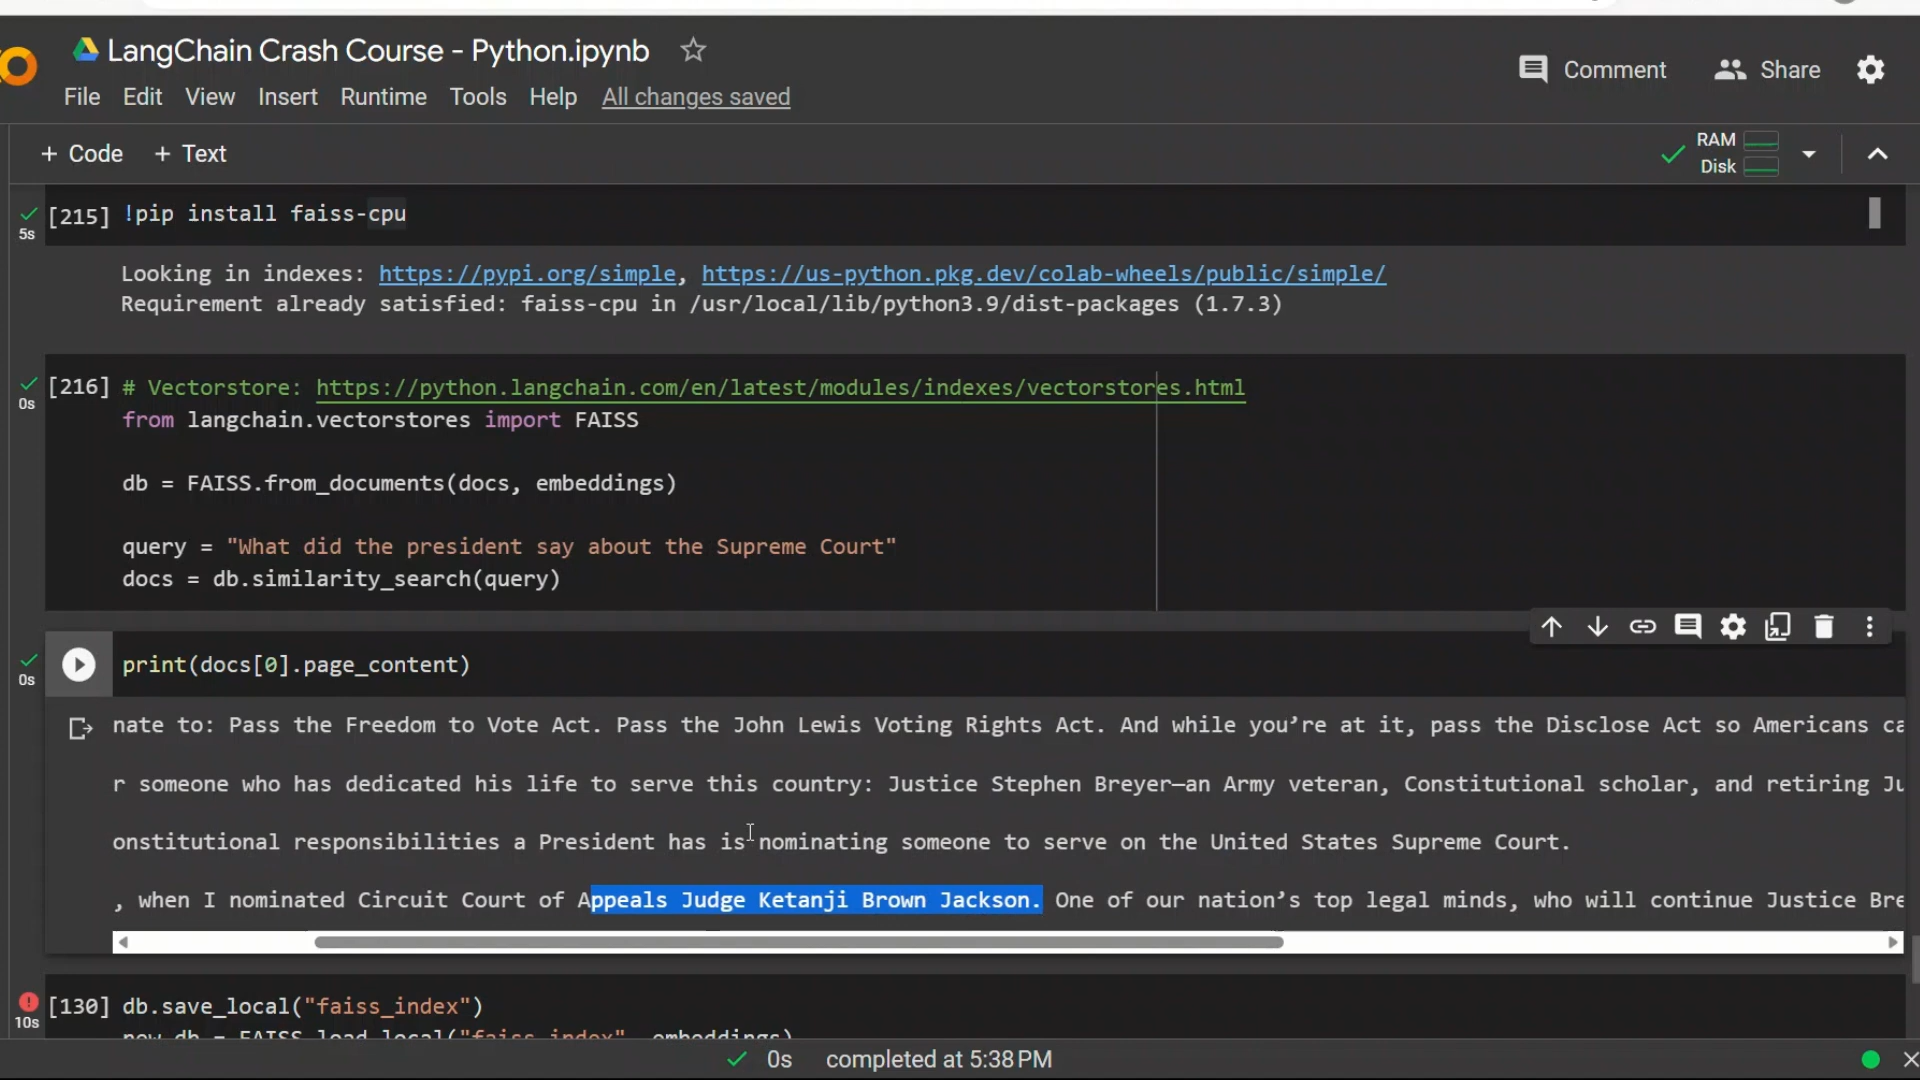 LangChain Crash Course - Python.ipynb
Comment
Share
File Edit View Insert Runtime Tools Help All changes saved
+ Code + Text
RAM
Disk
[215] !pip install faiss-cpu
5s
Looking in indexes: https://pypi.org/simple, https://us-python.pkg.dev/colab-wheels/public/simple/
Requirement already satisfied: faiss-cpu in /usr/local/lib/python3.9/dist-packages (1.7.3)
[216] # Vectorstore: https://python.langchain.com/en/latest/modules/indexes/vectorstores.html
0s
from langchain.vectorstores import FAISS
db = FAISS.from_documents(docs, embeddings)
query = "What did the president say about the Supreme Court"
docs = db.similarity_search(query)
print(docs[0].page_content)
0s
nate to: Pass the Freedom to Vote Act. Pass the John Lewis Voting Rights Act. And while you’re at it, pass the Disclose Act so Americans ca
r someone who has dedicated his life to serve this country: Justice Stephen Breyer—an Army veteran, Constitutional scholar, and retiring Ju
onstitutional responsibilities a President has is nominating someone to serve on the United States Supreme Court.
, when I nominated Circuit Court of Appeals Judge Ketanji Brown Jackson. One of our nation’s top legal minds, who will continue Justice Bre
[130] db.save_local("faiss_index")
10s
new_db = FAISS.load_local("faiss_index", embeddings)
0s completed at 5:38 PM